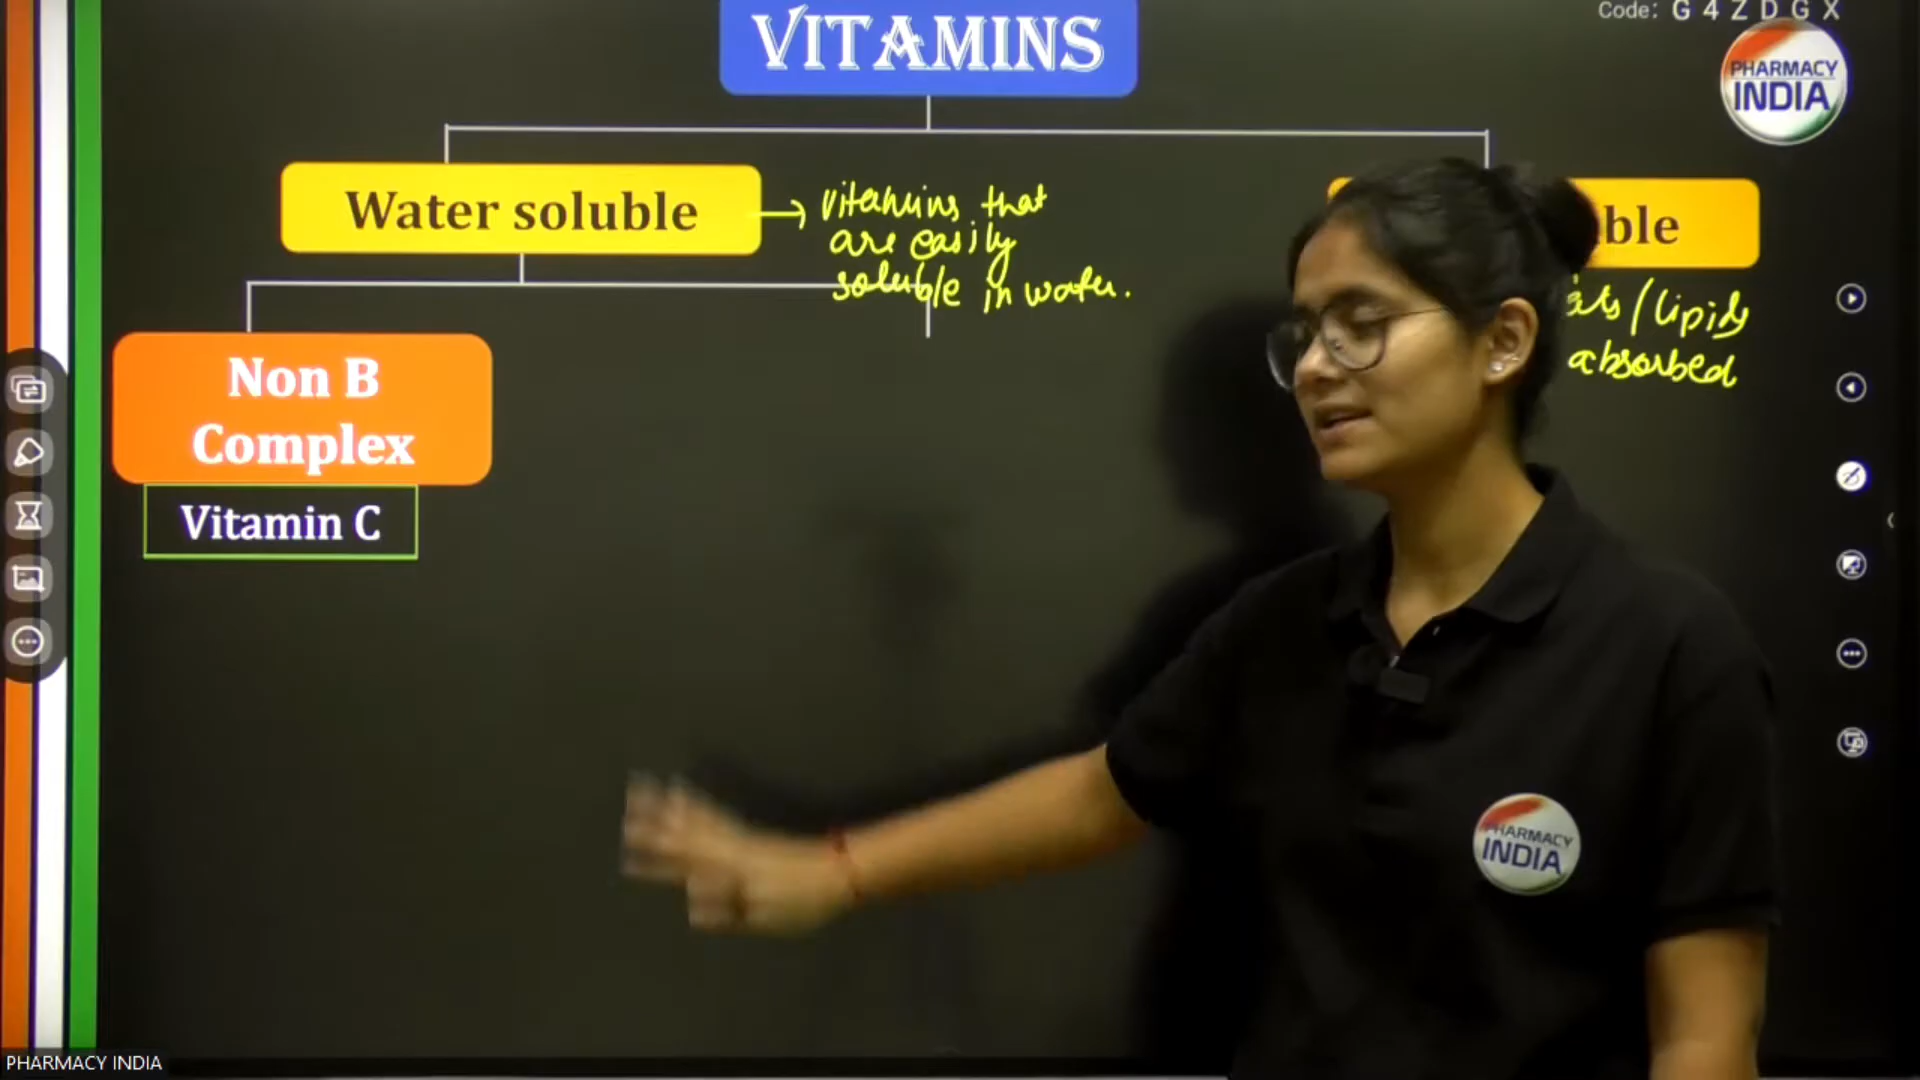 Code: G 4 Z D G X
VITAMINS
PHARMACY
INDIA
Water soluble
vitamins that
are easily
soluble in water.
ble
/ lipids
absorbed
Non B
Complex
Vitamin C
PHARMACY
INDIA
PHARMACY INDIA